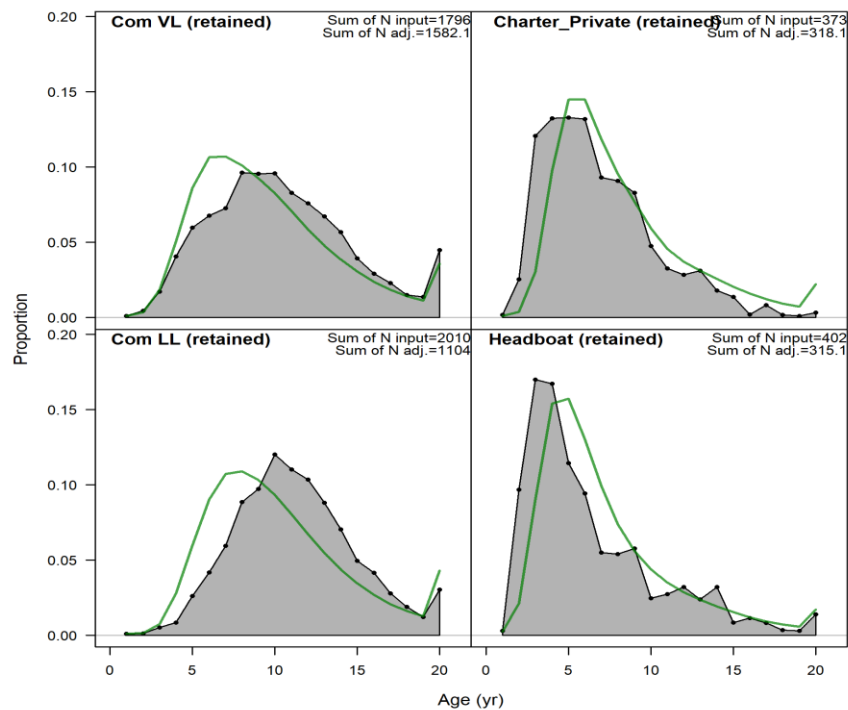 Com VL (retained)
Sum of N input=1796
Sum of N adj.=1582.1
Charter_Private (retained)
Sum of N input=373
Sum of N adj.=318.1
0.20
0.15
0.10
0.05
0.00
Com LL (retained)
Sum of N input=2010
Sum of N adj.=1104
Headboat (retained)
Sum of N input=402
Sum of N adj.=315.1
0.20
0.15
0.10
0.05
0.00
Proportion
0 5 10 15 20 0 5 10 15 20
Age (yr)